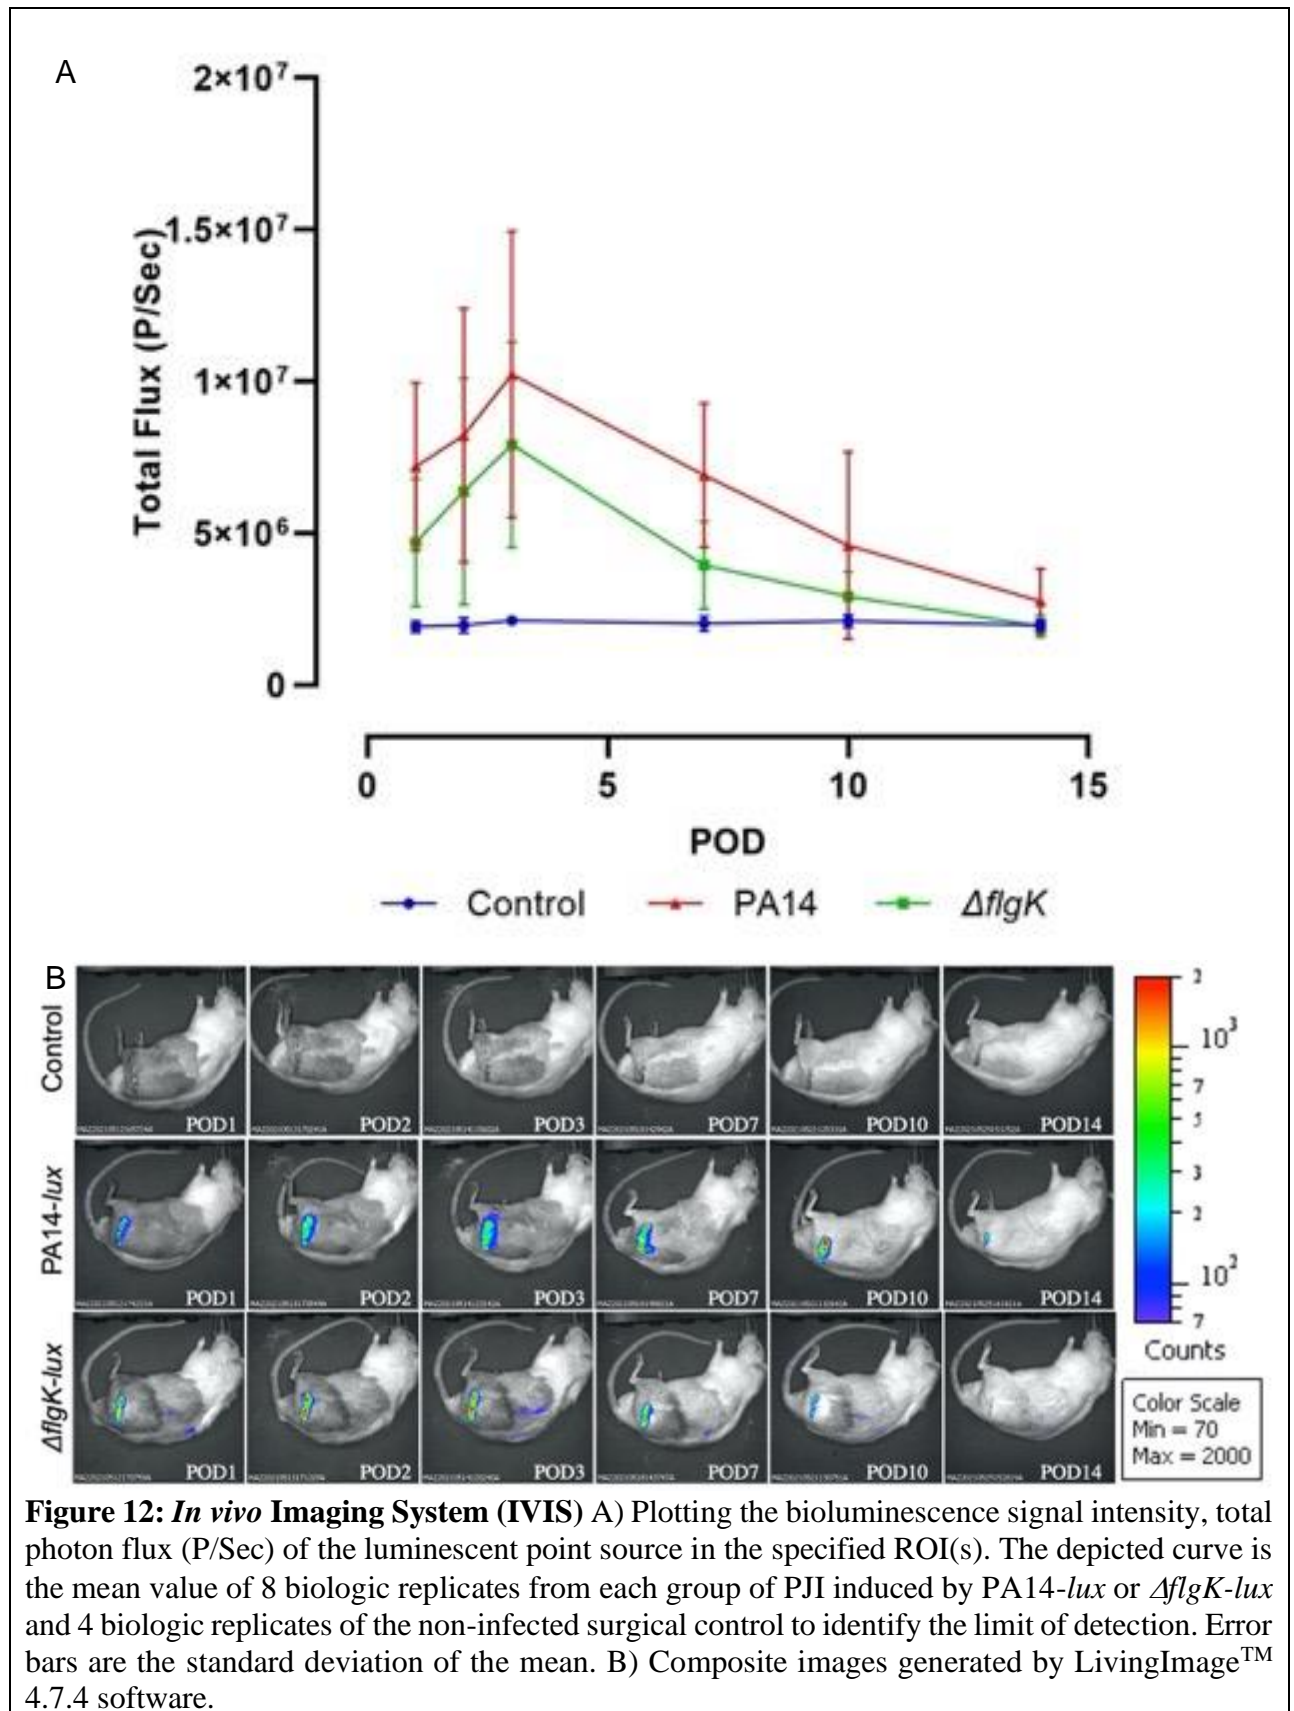 A
2×10⁷
1.5×10⁷
1×10⁷
5×10⁶
0
Total Flux (P/Sec)
0 5 10 15
POD
Control PA14 ΔflgK
B
Control
POD1 POD2 POD3 POD7 POD10 POD14
PA14-lux
POD1 POD2 POD3 POD7 POD10 POD14
ΔflgK-lux
POD1 POD2 POD3 POD7 POD10 POD14
2
10³
7
5
3
2
10²
7
Counts
Color Scale
Min = 70
Max = 2000
Figure 12: In vivo Imaging System (IVIS) A) Plotting the bioluminescence signal intensity, total
photon flux (P/Sec) of the luminescent point source in the specified ROI(s). The depicted curve is
the mean value of 8 biologic replicates from each group of PJI induced by PA14-lux or ΔflgK-lux
and 4 biologic replicates of the non-infected surgical control to identify the limit of detection. Error
bars are the standard deviation of the mean. B) Composite images generated by LivingImage™
4.7.4 software.